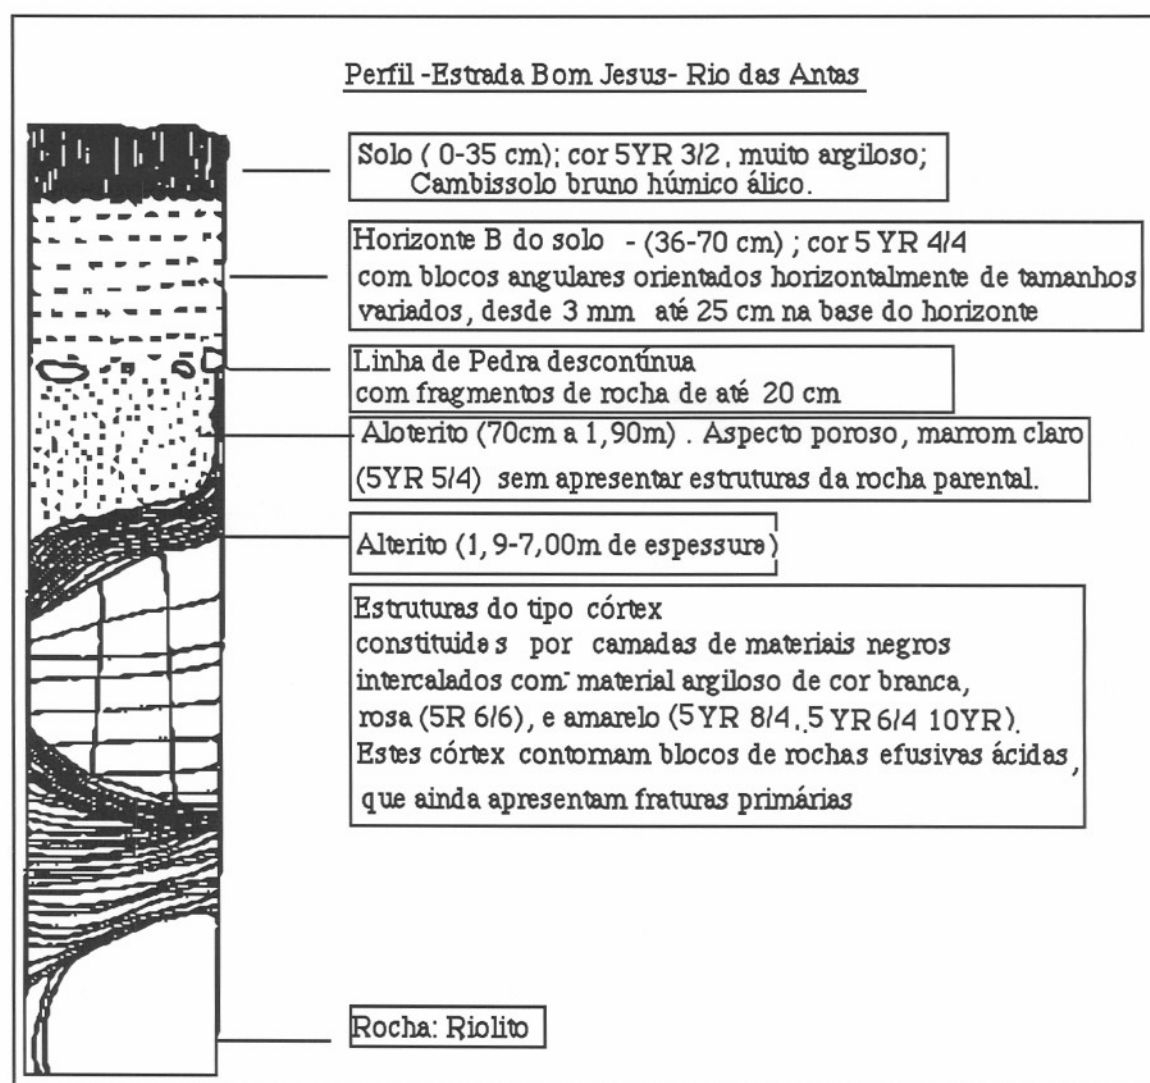 Perfil -Estrada Bom Jesus- Rio das Antas
Solo ( 0-35 cm); cor 5YR 3/2, muito argiloso;
Cambissolo bruno húmico álico.
Horizonte B do solo - (36-70 cm) ; cor 5 YR 4/4
com blocos angulares orientados horizontalmente de tamanhos
variados, desde 3 mm até 25 cm na base do horizonte
Linha de Pedra descontínua
com fragmentos de rocha de até 20 cm
Aloterito (70cm a 1,90m) . Aspecto poroso, marrom claro
(5YR 5/4) sem apresentar estruturas da rocha parental.
Alterito (1,9-7,00m de espessura)
Estruturas do tipo córtex
constituidas por camadas de materiais negros
intercalados com material argiloso de cor branca,
rosa (5R 6/6), e amarelo (5YR 8/4, 5 YR 6/4 10YR).
Estes córtex contornam blocos de rochas efusivas ácidas,
que ainda apresentam fraturas primárias
Rocha: Riolito